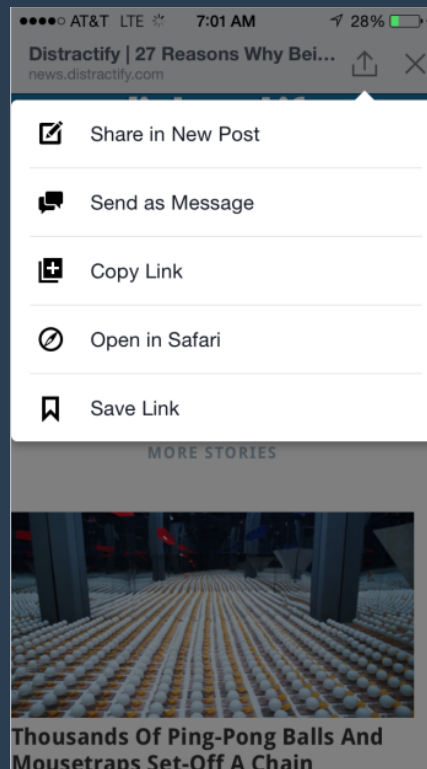 AT&T LTE 7:01 AM 28%
Distractify | 27 Reasons Why Bei...
news.distractify.com
Share in New Post
Send as Message
Copy Link
Open in Safari
Save Link
MORE STORIES
Thousands Of Ping-Pong Balls And
Mousetraps Set-Off A Chain